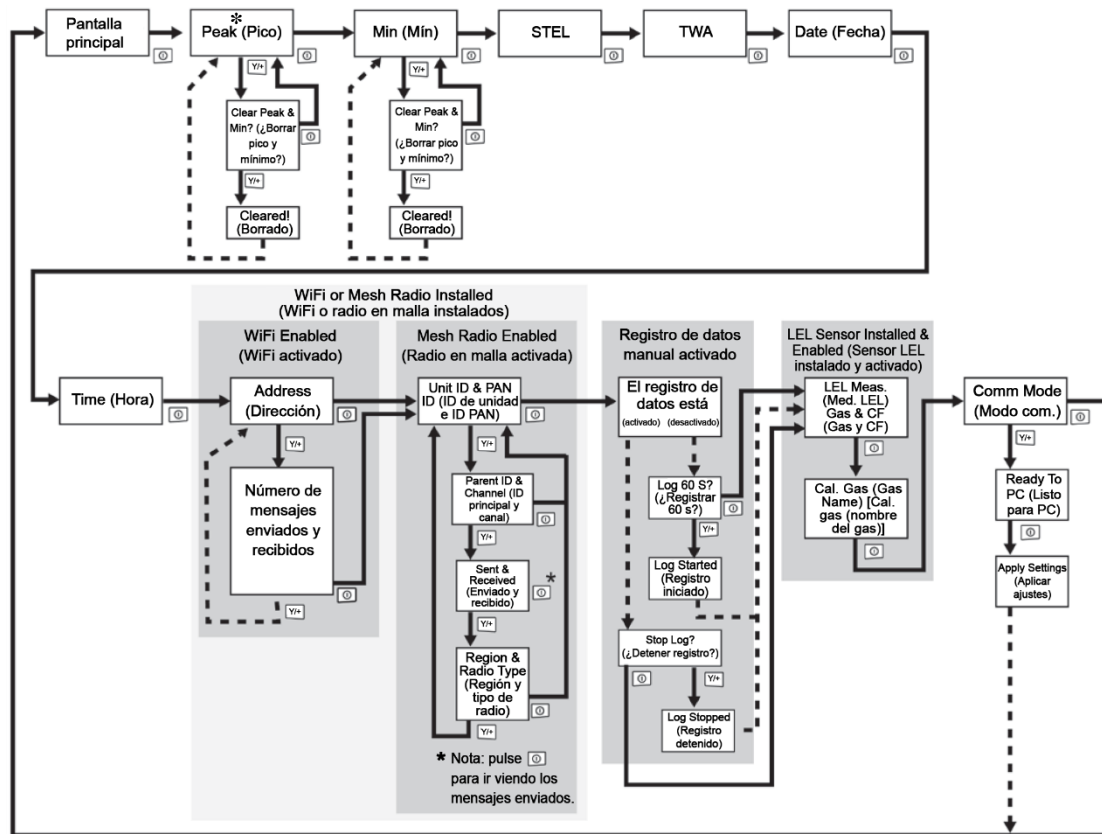 Pantalla
principal
*
Peak (Pico)
Min (Mín)
STEL
TWA
Date (Fecha)
Y/+
Y/+
Clear Peak &
Min? (¿Borrar
pico y
mínimo?)
Clear Peak &
Min?
(¿Borrar pico
y mínimo?)
Y/+
Y/+
Cleared!
(Borrado)
Cleared!
(Borrado)
WiFi or Mesh Radio Installed
(WiFi o radio en malla instalados)
WiFi Enabled
(WiFi activado)
Mesh Radio Enabled
(Radio en malla activada)
Registro de datos
manual activado
LEL Sensor Installed &
Enabled (Sensor LEL
instalado y activado)
Time (Hora)
Address
(Dirección)
Y/+
Número de
mensajes
enviados y
recibidos
Y/+
Unit ID & PAN
ID (ID de unidad
e ID PAN)
Y/+
Parent ID &
Channel (ID
principal y
canal)
Y/+
Sent &
Received
(Enviado y
recibido)
*
Y/+
Region &
Radio Type
(Región y
tipo de
radio)
Y/+
* Nota: pulse
para ir viendo los
mensajes enviados.
El registro de
datos está
(activado) (desactivado)
Log 60 S?
(¿Registrar
60 s?)
Y/+
Log Started
(Registro
iniciado)
Stop Log?
(¿Detener registro?)
Y/+
Log Stopped
(Registro
detenido)
LEL Meas.
(Med. LEL)
Gas & CF
(Gas y CF)
Cal. Gas (Gas
Name) [Cal.
gas (nombre
del gas)]
Comm Mode
(Modo com.)
Y/+
Ready To
PC (Listo
para PC)
Apply Settings
(Aplicar
ajustes)